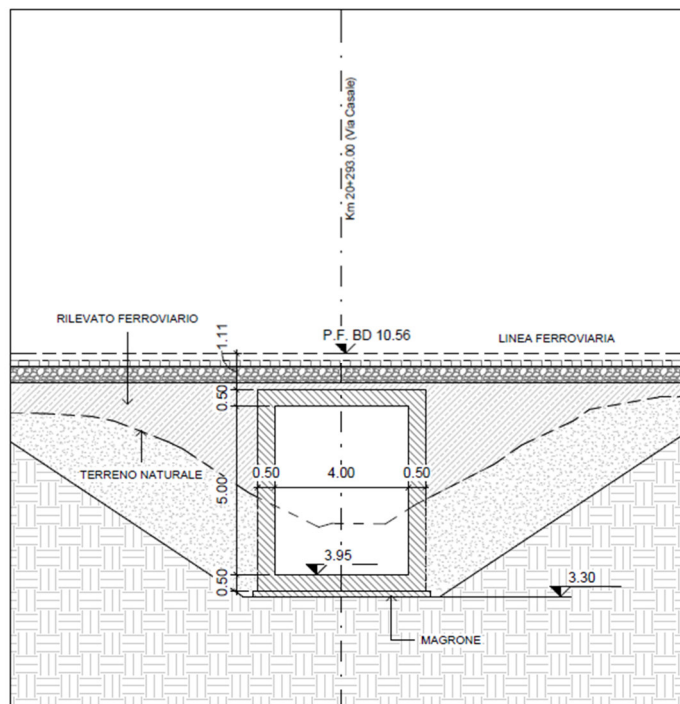 Km 20+293.00 (Via Casale)
P.F. BD 10.56
RILEVATO FERROVIARIO
LINEA FERROVIARIA
1.11
0.50
TERRENO NATURALE
0.50
4.00
0.50
5.00
3.95
3.30
0.50
MAGRONE